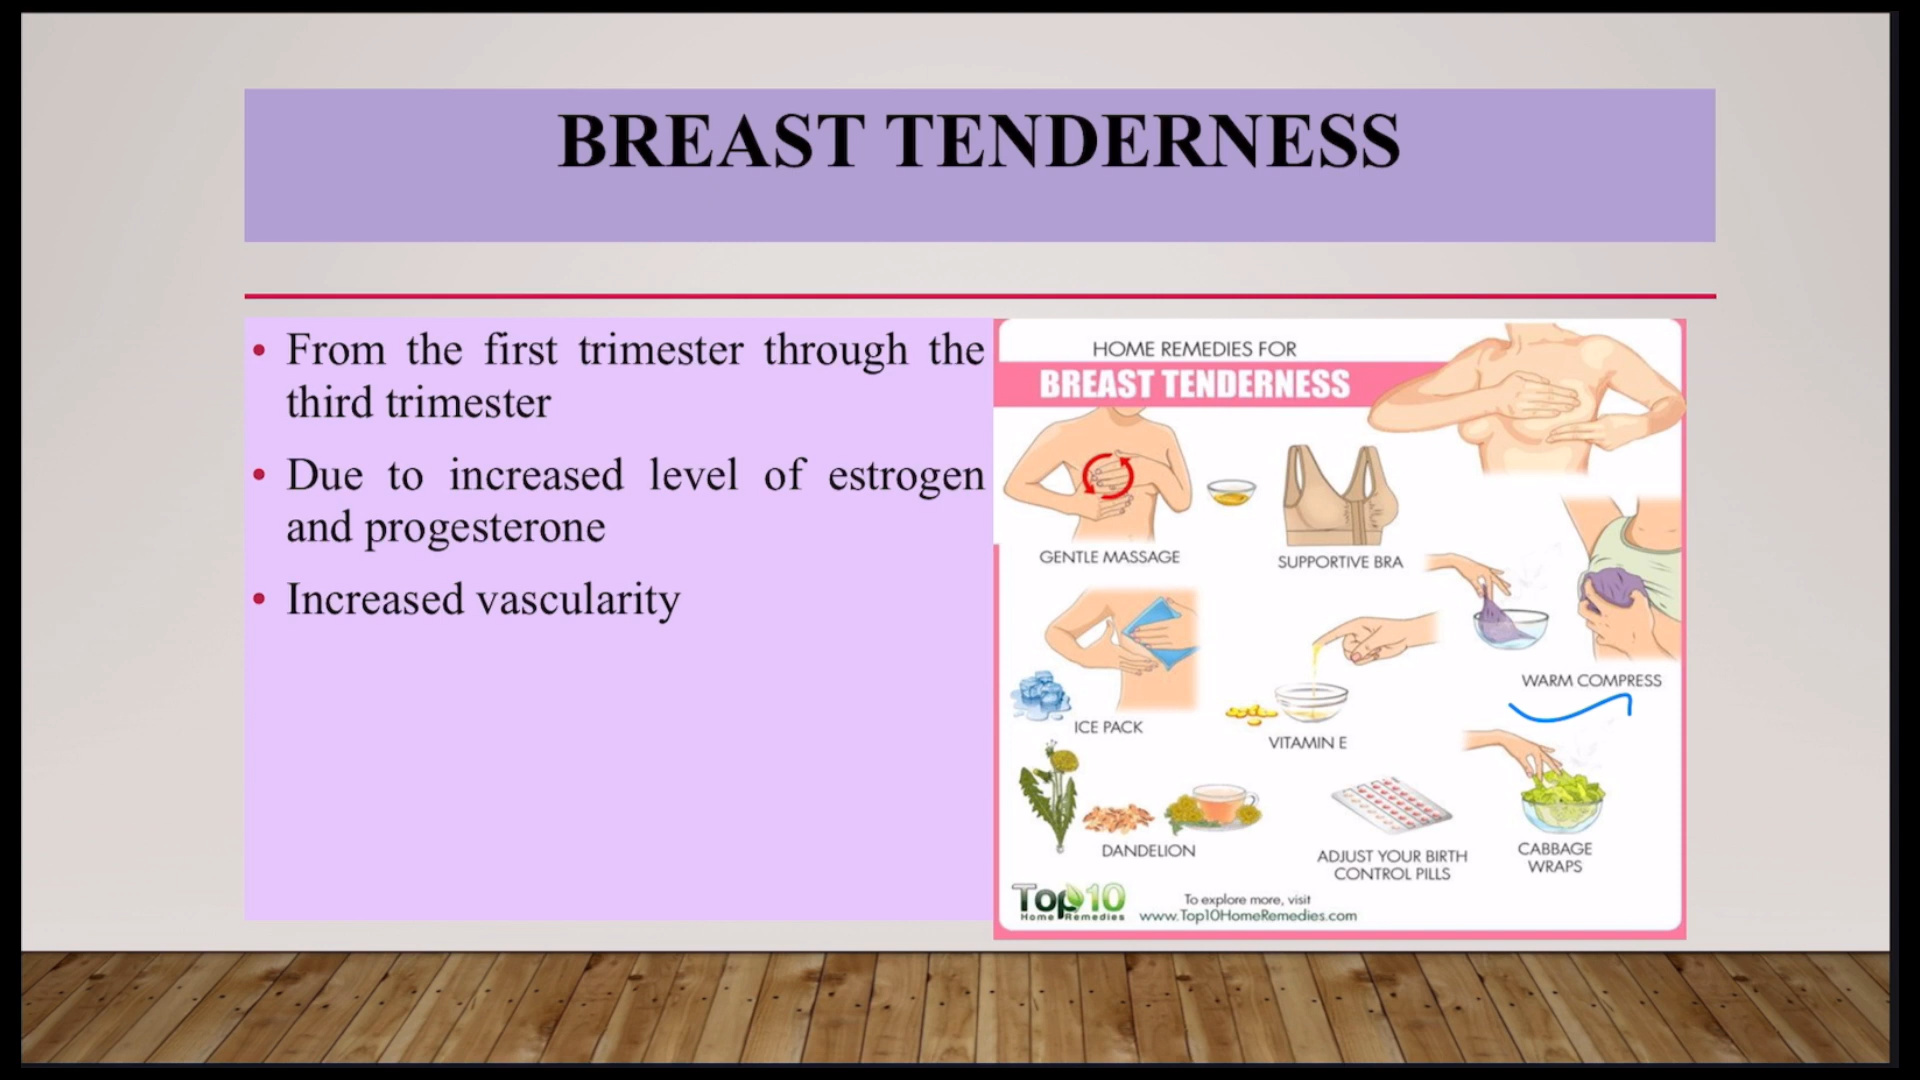 BREAST TENDERNESS
• From the first trimester through the
third trimester
• Due to increased level of estrogen
and progesterone
• Increased vascularity
HOME REMEDIES FOR
BREAST TENDERNESS
GENTLE MASSAGE
SUPPORTIVE BRA
WARM COMPRESS
ICE PACK
VITAMIN E
DANDELION
ADJUST YOUR BIRTH
CONTROL PILLS
CABBAGE
WRAPS
Top10
Home Remedies
To explore more, visit
www.Top10HomeRemedies.com